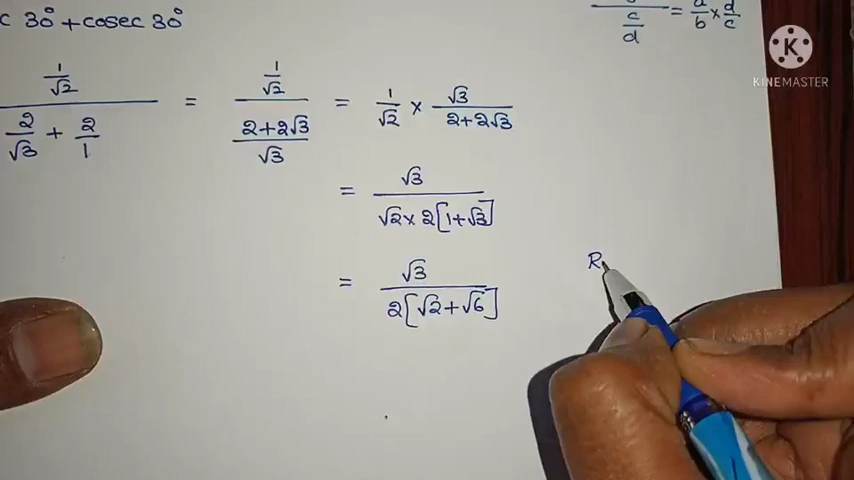 c 30° + cosec 30°
c/d = a/b × d/c
(1/√2)/(2/√3 + 2/1) = (1/√2)/((2+2√3)/√3) = 1/√2 × √3/(2+2√3)
= √3/(√2 × 2[1+√3])
= √3/(2[√2+√6])
R
KINEMASTER